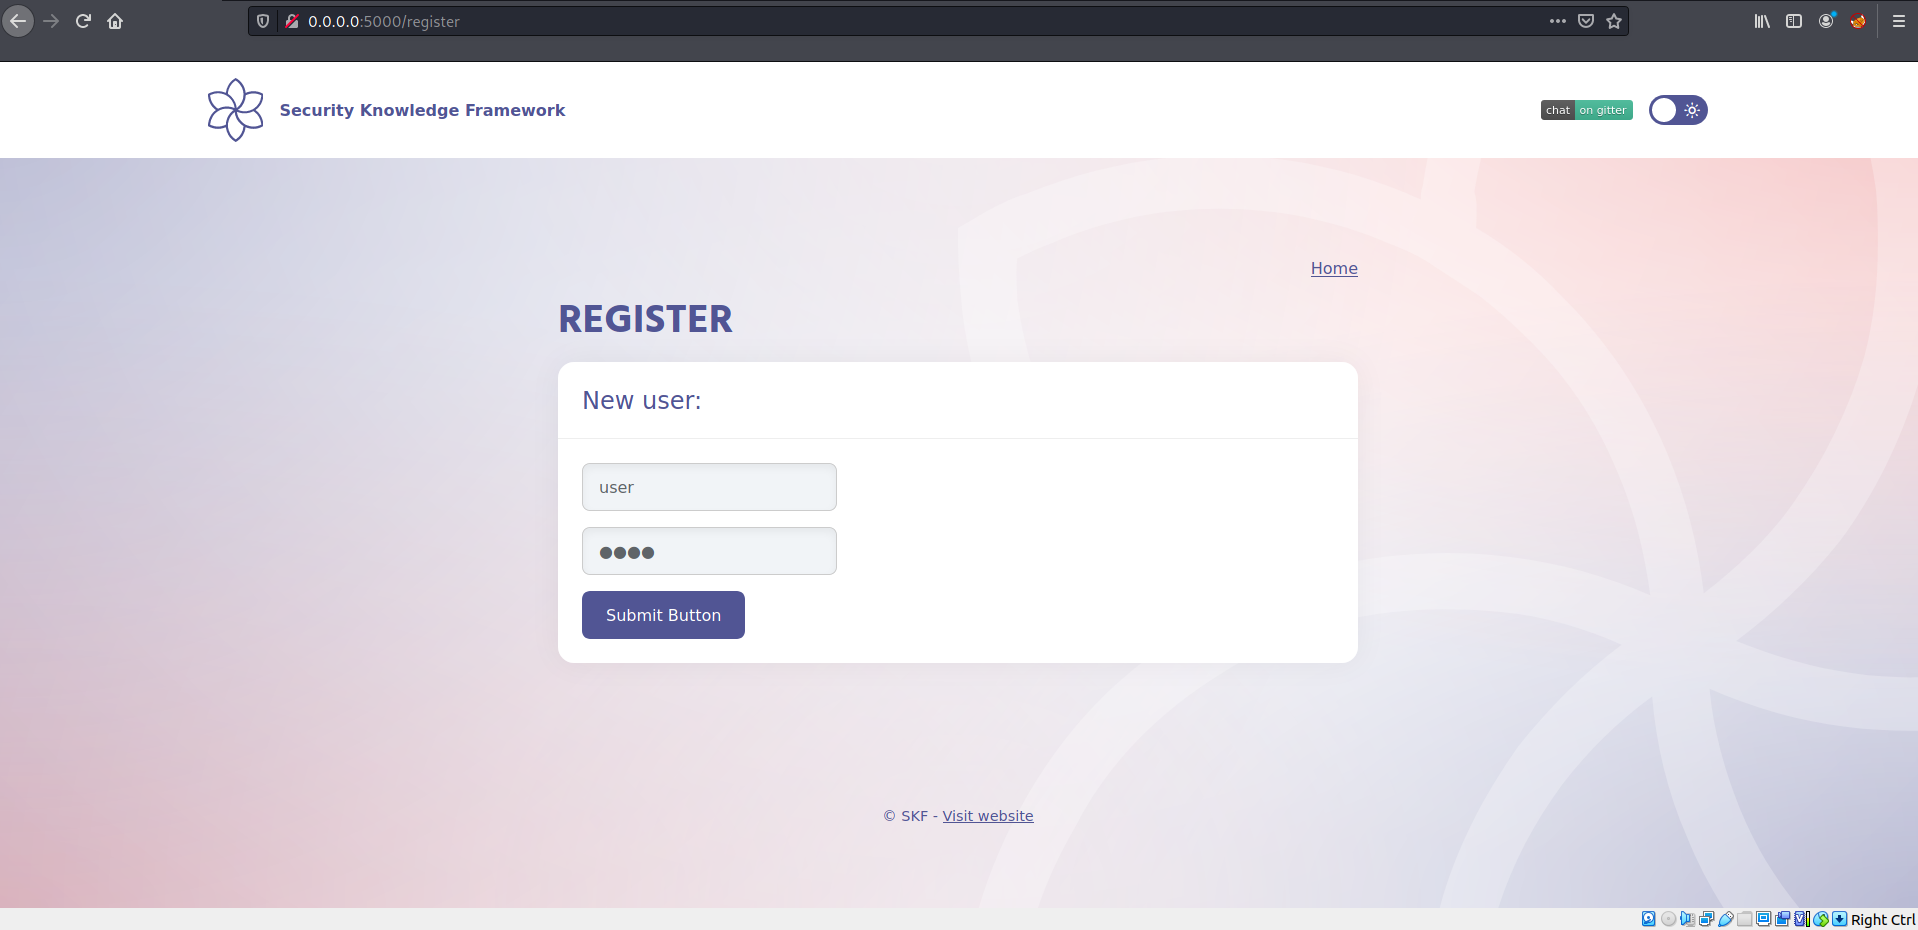 0.0.0.0:5000/register
Security Knowledge Framework
chat on gitter
Home
REGISTER
New user:
user
●●●●
Submit Button
© SKF - Visit website
Right Ctrl